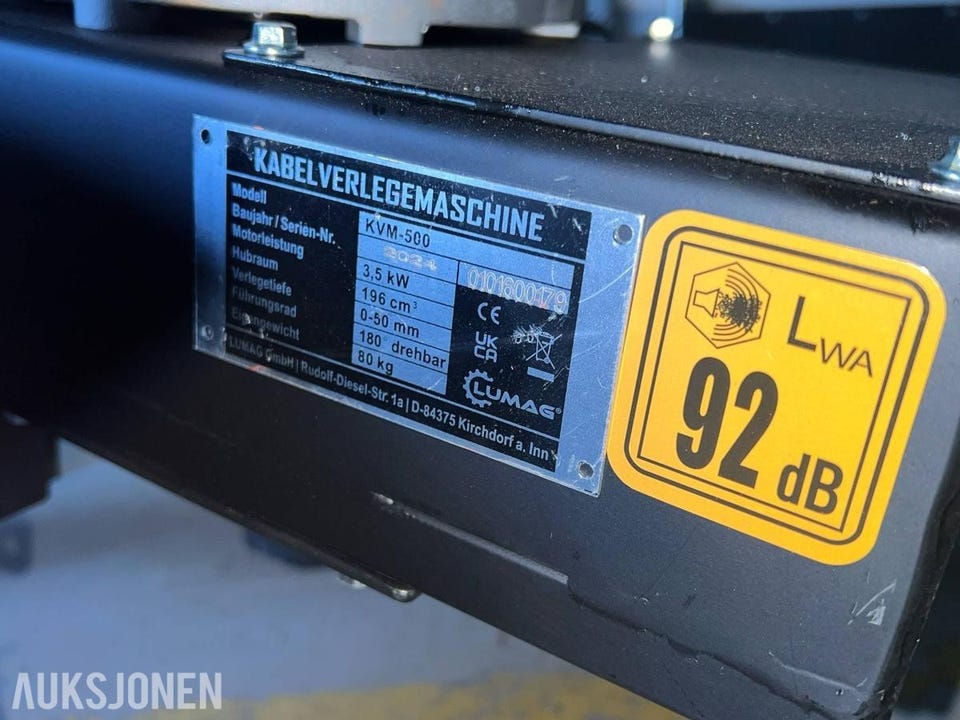 KABELVERLEGEMASCHINE
Modell KVM-500
Baujahr / Serien-Nr. 2024 0101600179
Motorleistung 3,5 kW
Hubraum 196 cm³
Verlegetiefe 0-50 mm
Führungsrad 180° drehbar
Eigengewicht 80 kg
CE
UK
CA
LUMAG®
LUMAG GmbH | Rudolf-Diesel-Str. 1a | D-84375 Kirchdorf a. Inn
LWA
92 dB
AUKSJONEN